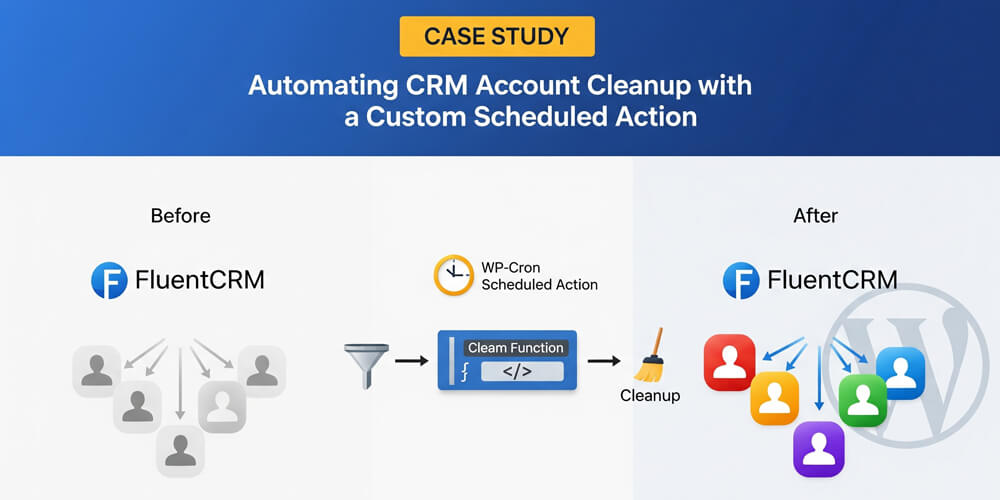 CASE STUDY
Automating CRM Account Cleanup with
a Custom Scheduled Action
Before
FluentCRM
WP-Cron
Scheduled Action
Cleam Function
{ </>
Cleanup
After
FluentCRM